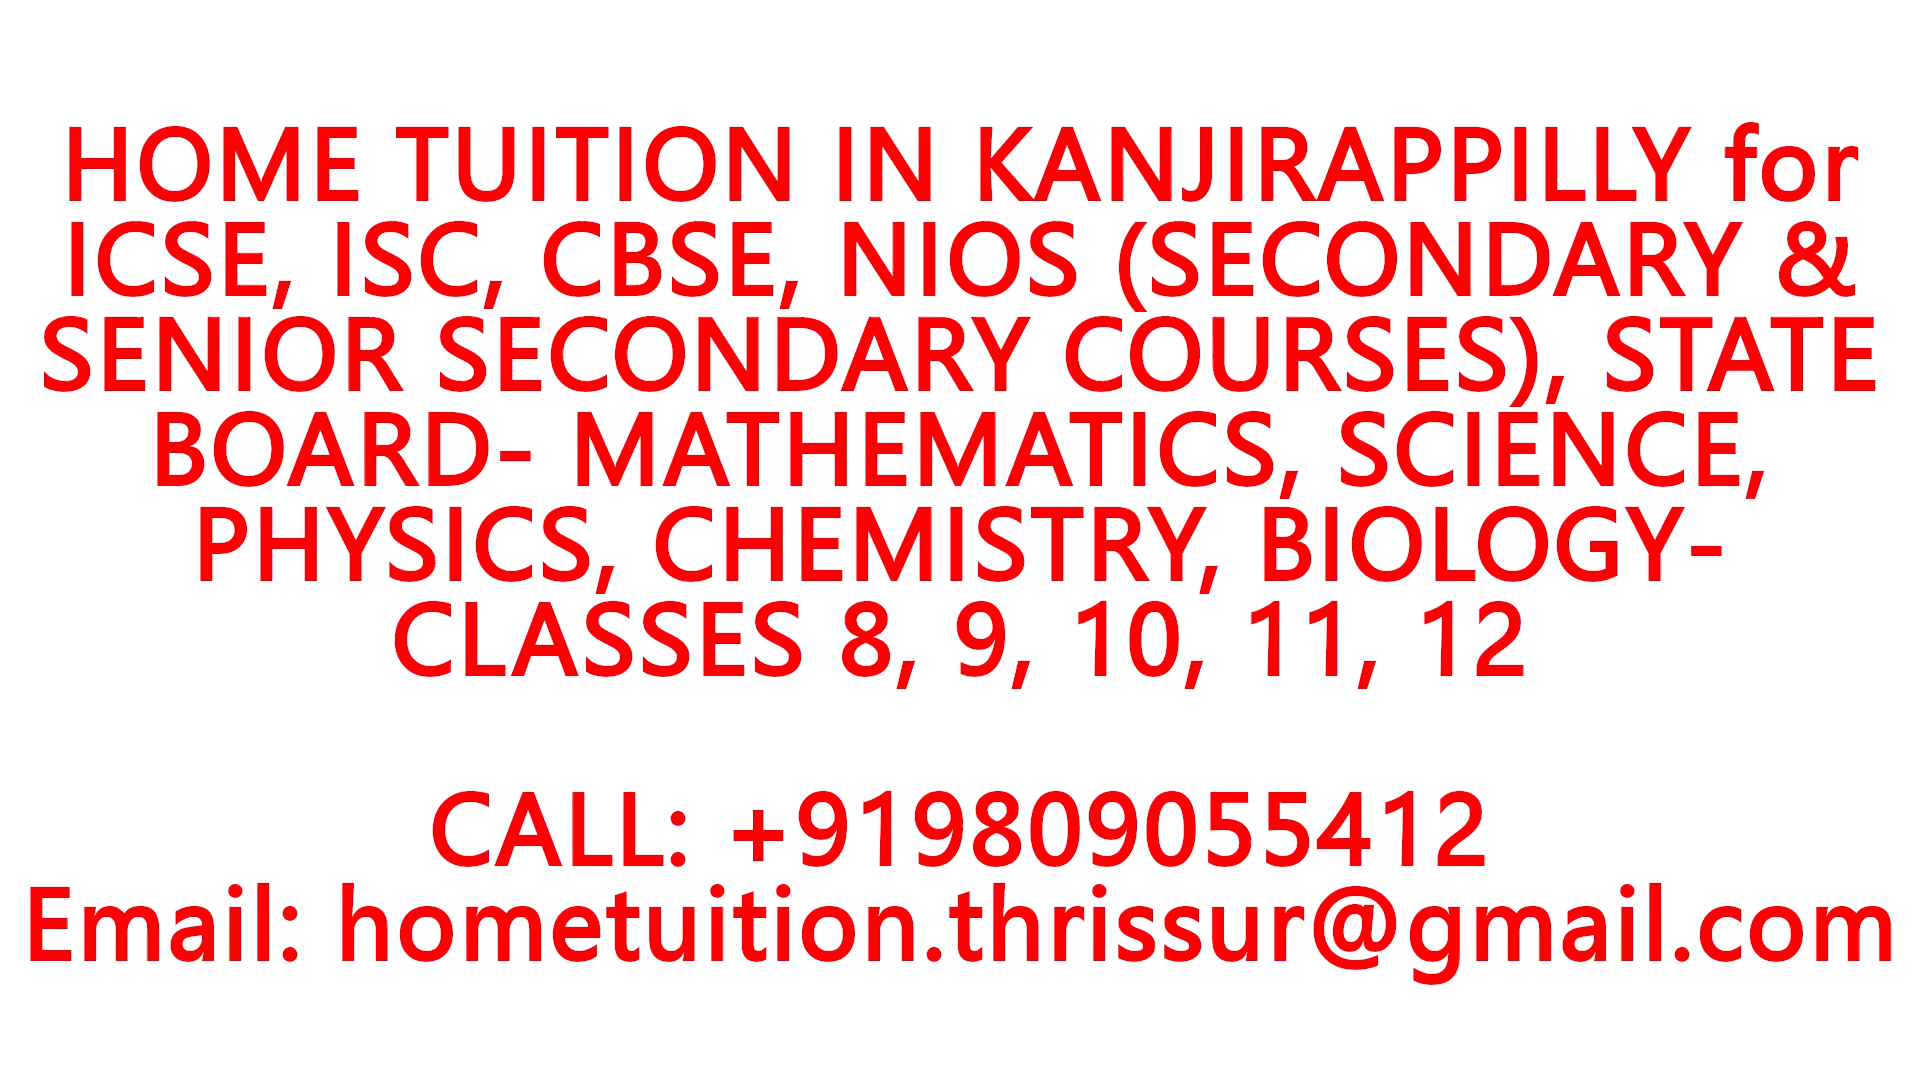 HOME TUITION IN KANJIRAPPILLY for
ICSE, ISC, CBSE, NIOS (SECONDARY &
SENIOR SECONDARY COURSES), STATE
BOARD- MATHEMATICS, SCIENCE,
PHYSICS, CHEMISTRY, BIOLOGY-
CLASSES 8, 9, 10, 11, 12
CALL: +919809055412
Email: hometuition.thrissur@gmail.com